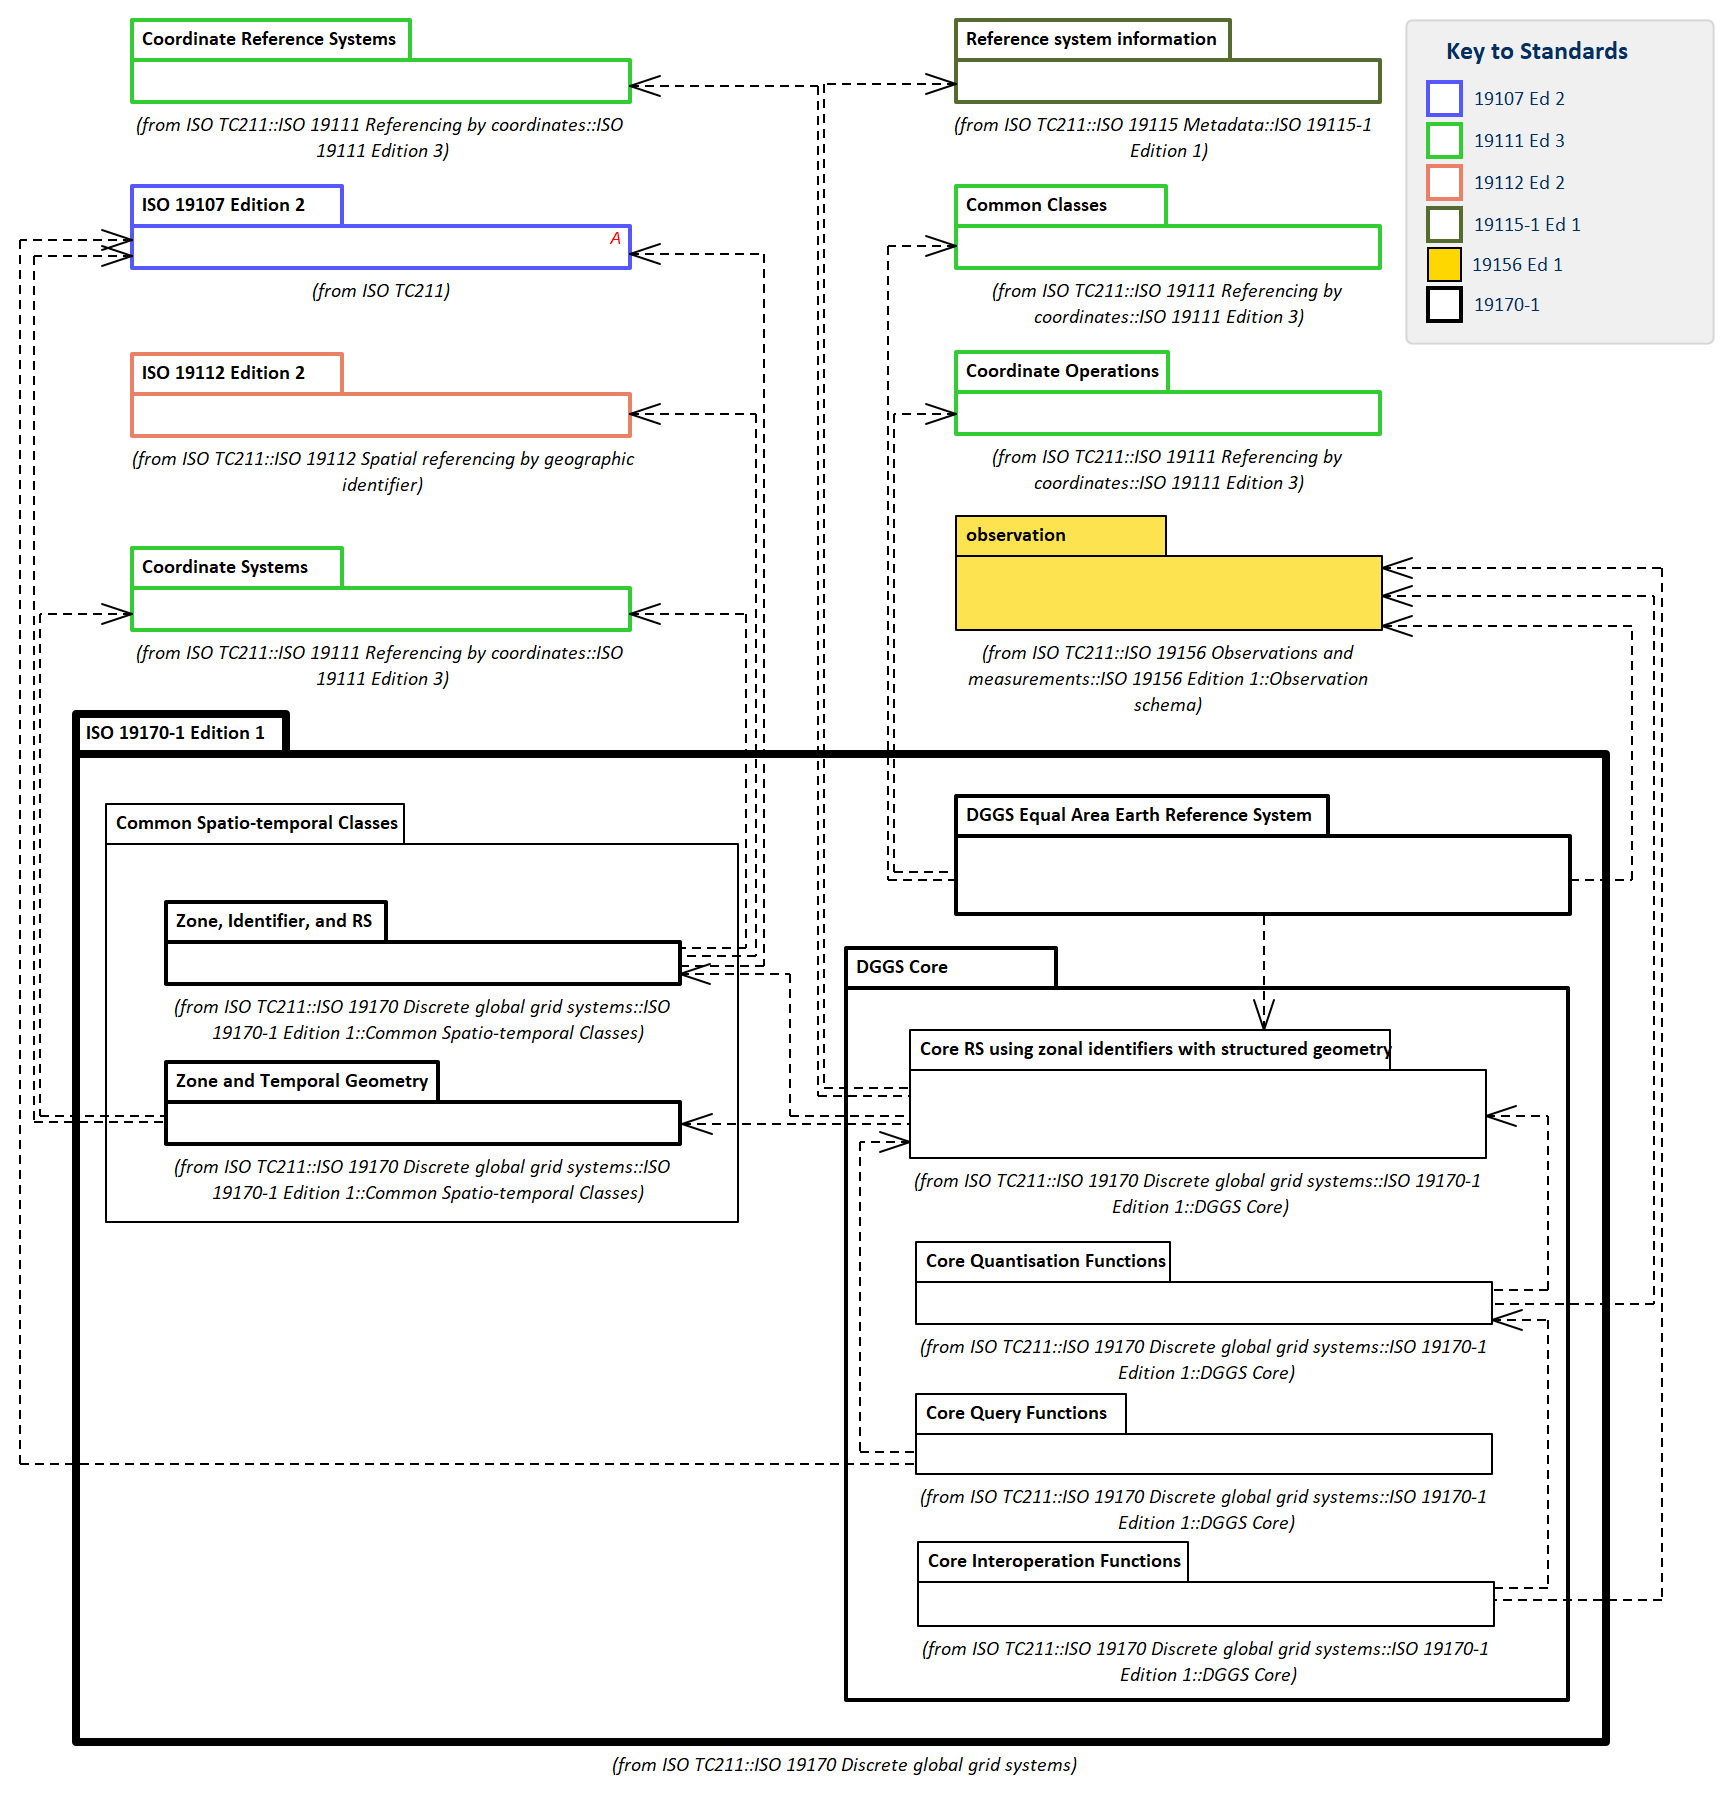 Coordinate Reference Systems
(from ISO TC211::ISO 19111 Referencing by coordinates::ISO
19111 Edition 3)
Reference system information
(from ISO TC211::ISO 19115 Metadata::ISO 19115-1
Edition 1)
Key to Standards
19107 Ed 2
19111 Ed 3
19112 Ed 2
19115-1 Ed 1
19156 Ed 1
19170-1
ISO 19107 Edition 2
A
(from ISO TC211)
Common Classes
(from ISO TC211::ISO 19111 Referencing by
coordinates::ISO 19111 Edition 3)
ISO 19112 Edition 2
(from ISO TC211::ISO 19112 Spatial referencing by geographic
identifier)
Coordinate Operations
(from ISO TC211::ISO 19111 Referencing by
coordinates::ISO 19111 Edition 3)
Coordinate Systems
(from ISO TC211::ISO 19111 Referencing by coordinates::ISO
19111 Edition 3)
observation
(from ISO TC211::ISO 19156 Observations and
measurements::ISO 19156 Edition 1::Observation
schema)
ISO 19170-1 Edition 1
Common Spatio-temporal Classes
Zone, Identifier, and RS
(from ISO TC211::ISO 19170 Discrete global grid systems::ISO
19170-1 Edition 1::Common Spatio-temporal Classes)
Zone and Temporal Geometry
(from ISO TC211::ISO 19170 Discrete global grid systems::ISO
19170-1 Edition 1::Common Spatio-temporal Classes)
DGGS Equal Area Earth Reference System
DGGS Core
Core RS using zonal identifiers with structured geometry
(from ISO TC211::ISO 19170 Discrete global grid systems::ISO 19170-1
Edition 1::DGGS Core)
Core Quantisation Functions
(from ISO TC211::ISO 19170 Discrete global grid systems::ISO 19170-1
Edition 1::DGGS Core)
Core Query Functions
(from ISO TC211::ISO 19170 Discrete global grid systems::ISO 19170-1
Edition 1::DGGS Core)
Core Interoperation Functions
(from ISO TC211::ISO 19170 Discrete global grid systems::ISO 19170-1
Edition 1::DGGS Core)
(from ISO TC211::ISO 19170 Discrete global grid systems)